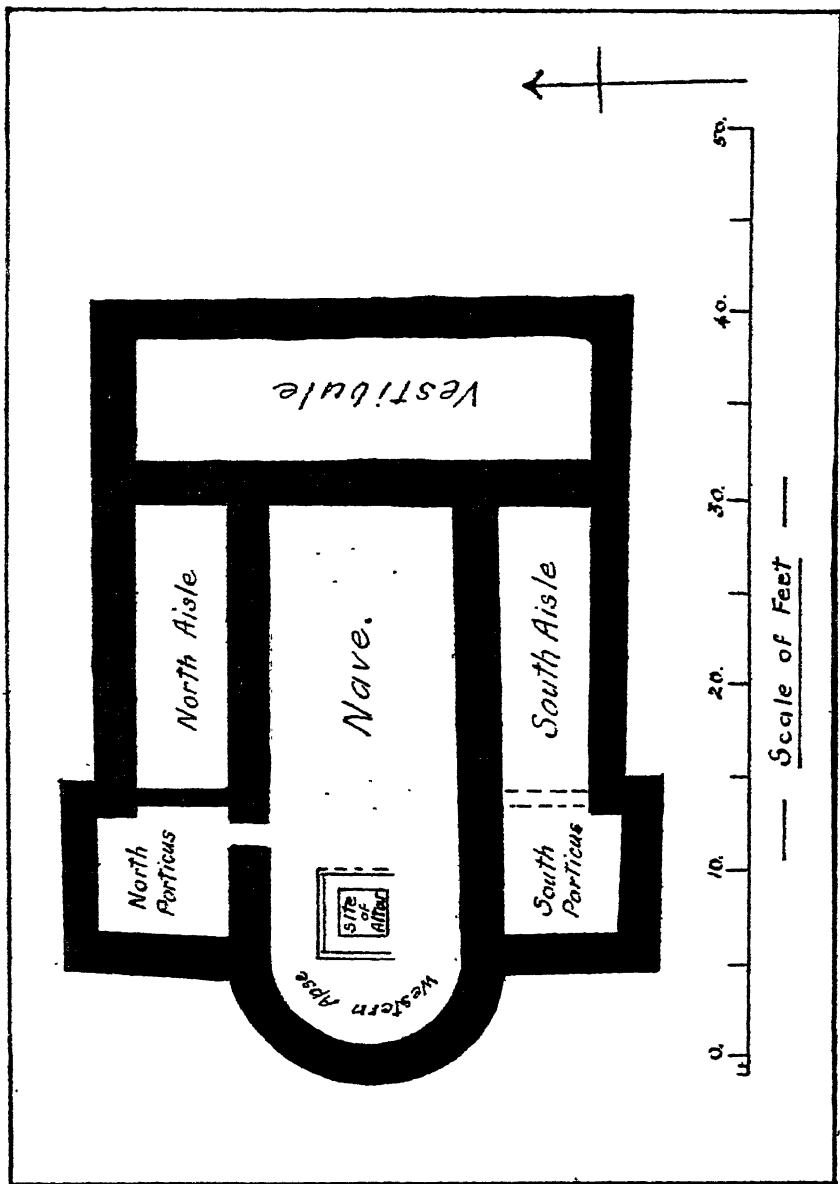 Vestibule
North Aisle
Nave.
South Aisle
North
Porticus
Site
of
Altar
South
Porticus
Western Apse
0. 10. 20. 30. 40. 50.
Scale of Feet